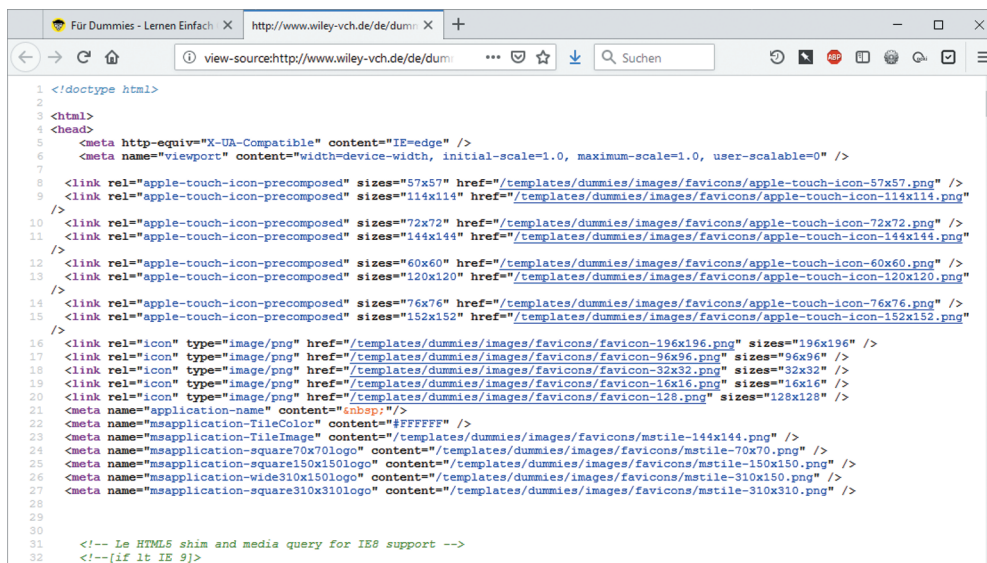 Für Dummies - Lernen Einfach
http://www.wiley-vch.de/de/dumm
view-source:http://www.wiley-vch.de/de/dum
Suchen
ABP
1 <!doctype html>
2
3 <html>
4 <head>
5 <meta http-equiv="X-UA-Compatible" content="IE=edge" />
6 <meta name="viewport" content="width=device-width, initial-scale=1.0, maximum-scale=1.0, user-scalable=0" />
7
8 <link rel="apple-touch-icon-precomposed" sizes="57x57" href="/templates/dummies/images/favicons/apple-touch-icon-57x57.png" />
9 <link rel="apple-touch-icon-precomposed" sizes="114x114" href="/templates/dummies/images/favicons/apple-touch-icon-114x114.png"
/>
10 <link rel="apple-touch-icon-precomposed" sizes="72x72" href="/templates/dummies/images/favicons/apple-touch-icon-72x72.png" />
11 <link rel="apple-touch-icon-precomposed" sizes="144x144" href="/templates/dummies/images/favicons/apple-touch-icon-144x144.png"
/>
12 <link rel="apple-touch-icon-precomposed" sizes="60x60" href="/templates/dummies/images/favicons/apple-touch-icon-60x60.png" />
13 <link rel="apple-touch-icon-precomposed" sizes="120x120" href="/templates/dummies/images/favicons/apple-touch-icon-120x120.png"
/>
14 <link rel="apple-touch-icon-precomposed" sizes="76x76" href="/templates/dummies/images/favicons/apple-touch-icon-76x76.png" />
15 <link rel="apple-touch-icon-precomposed" sizes="152x152" href="/templates/dummies/images/favicons/apple-touch-icon-152x152.png"
/>
16 <link rel="icon" type="image/png" href="/templates/dummies/images/favicons/favicon-196x196.png" sizes="196x196" />
17 <link rel="icon" type="image/png" href="/templates/dummies/images/favicons/favicon-96x96.png" sizes="96x96" />
18 <link rel="icon" type="image/png" href="/templates/dummies/images/favicons/favicon-32x32.png" sizes="32x32" />
19 <link rel="icon" type="image/png" href="/templates/dummies/images/favicons/favicon-16x16.png" sizes="16x16" />
20 <link rel="icon" type="image/png" href="/templates/dummies/images/favicons/favicon-128.png" sizes="128x128" />
21 <meta name="application-name" content="&nbsp;"/>
22 <meta name="msapplication-TileColor" content="#FFFFFF" />
23 <meta name="msapplication-TileImage" content="/templates/dummies/images/favicons/mstile-144x144.png" />
24 <meta name="msapplication-square70x70logo" content="/templates/dummies/images/favicons/mstile-70x70.png" />
25 <meta name="msapplication-square150x150logo" content="/templates/dummies/images/favicons/mstile-150x150.png" />
26 <meta name="msapplication-wide310x150logo" content="/templates/dummies/images/favicons/mstile-310x150.png" />
27 <meta name="msapplication-square310x310logo" content="/templates/dummies/images/favicons/mstile-310x310.png" />
28
29
30
31 <!-- Le HTML5 shim and media query for IE8 support -->
32 <!--[if lt IE 9]>